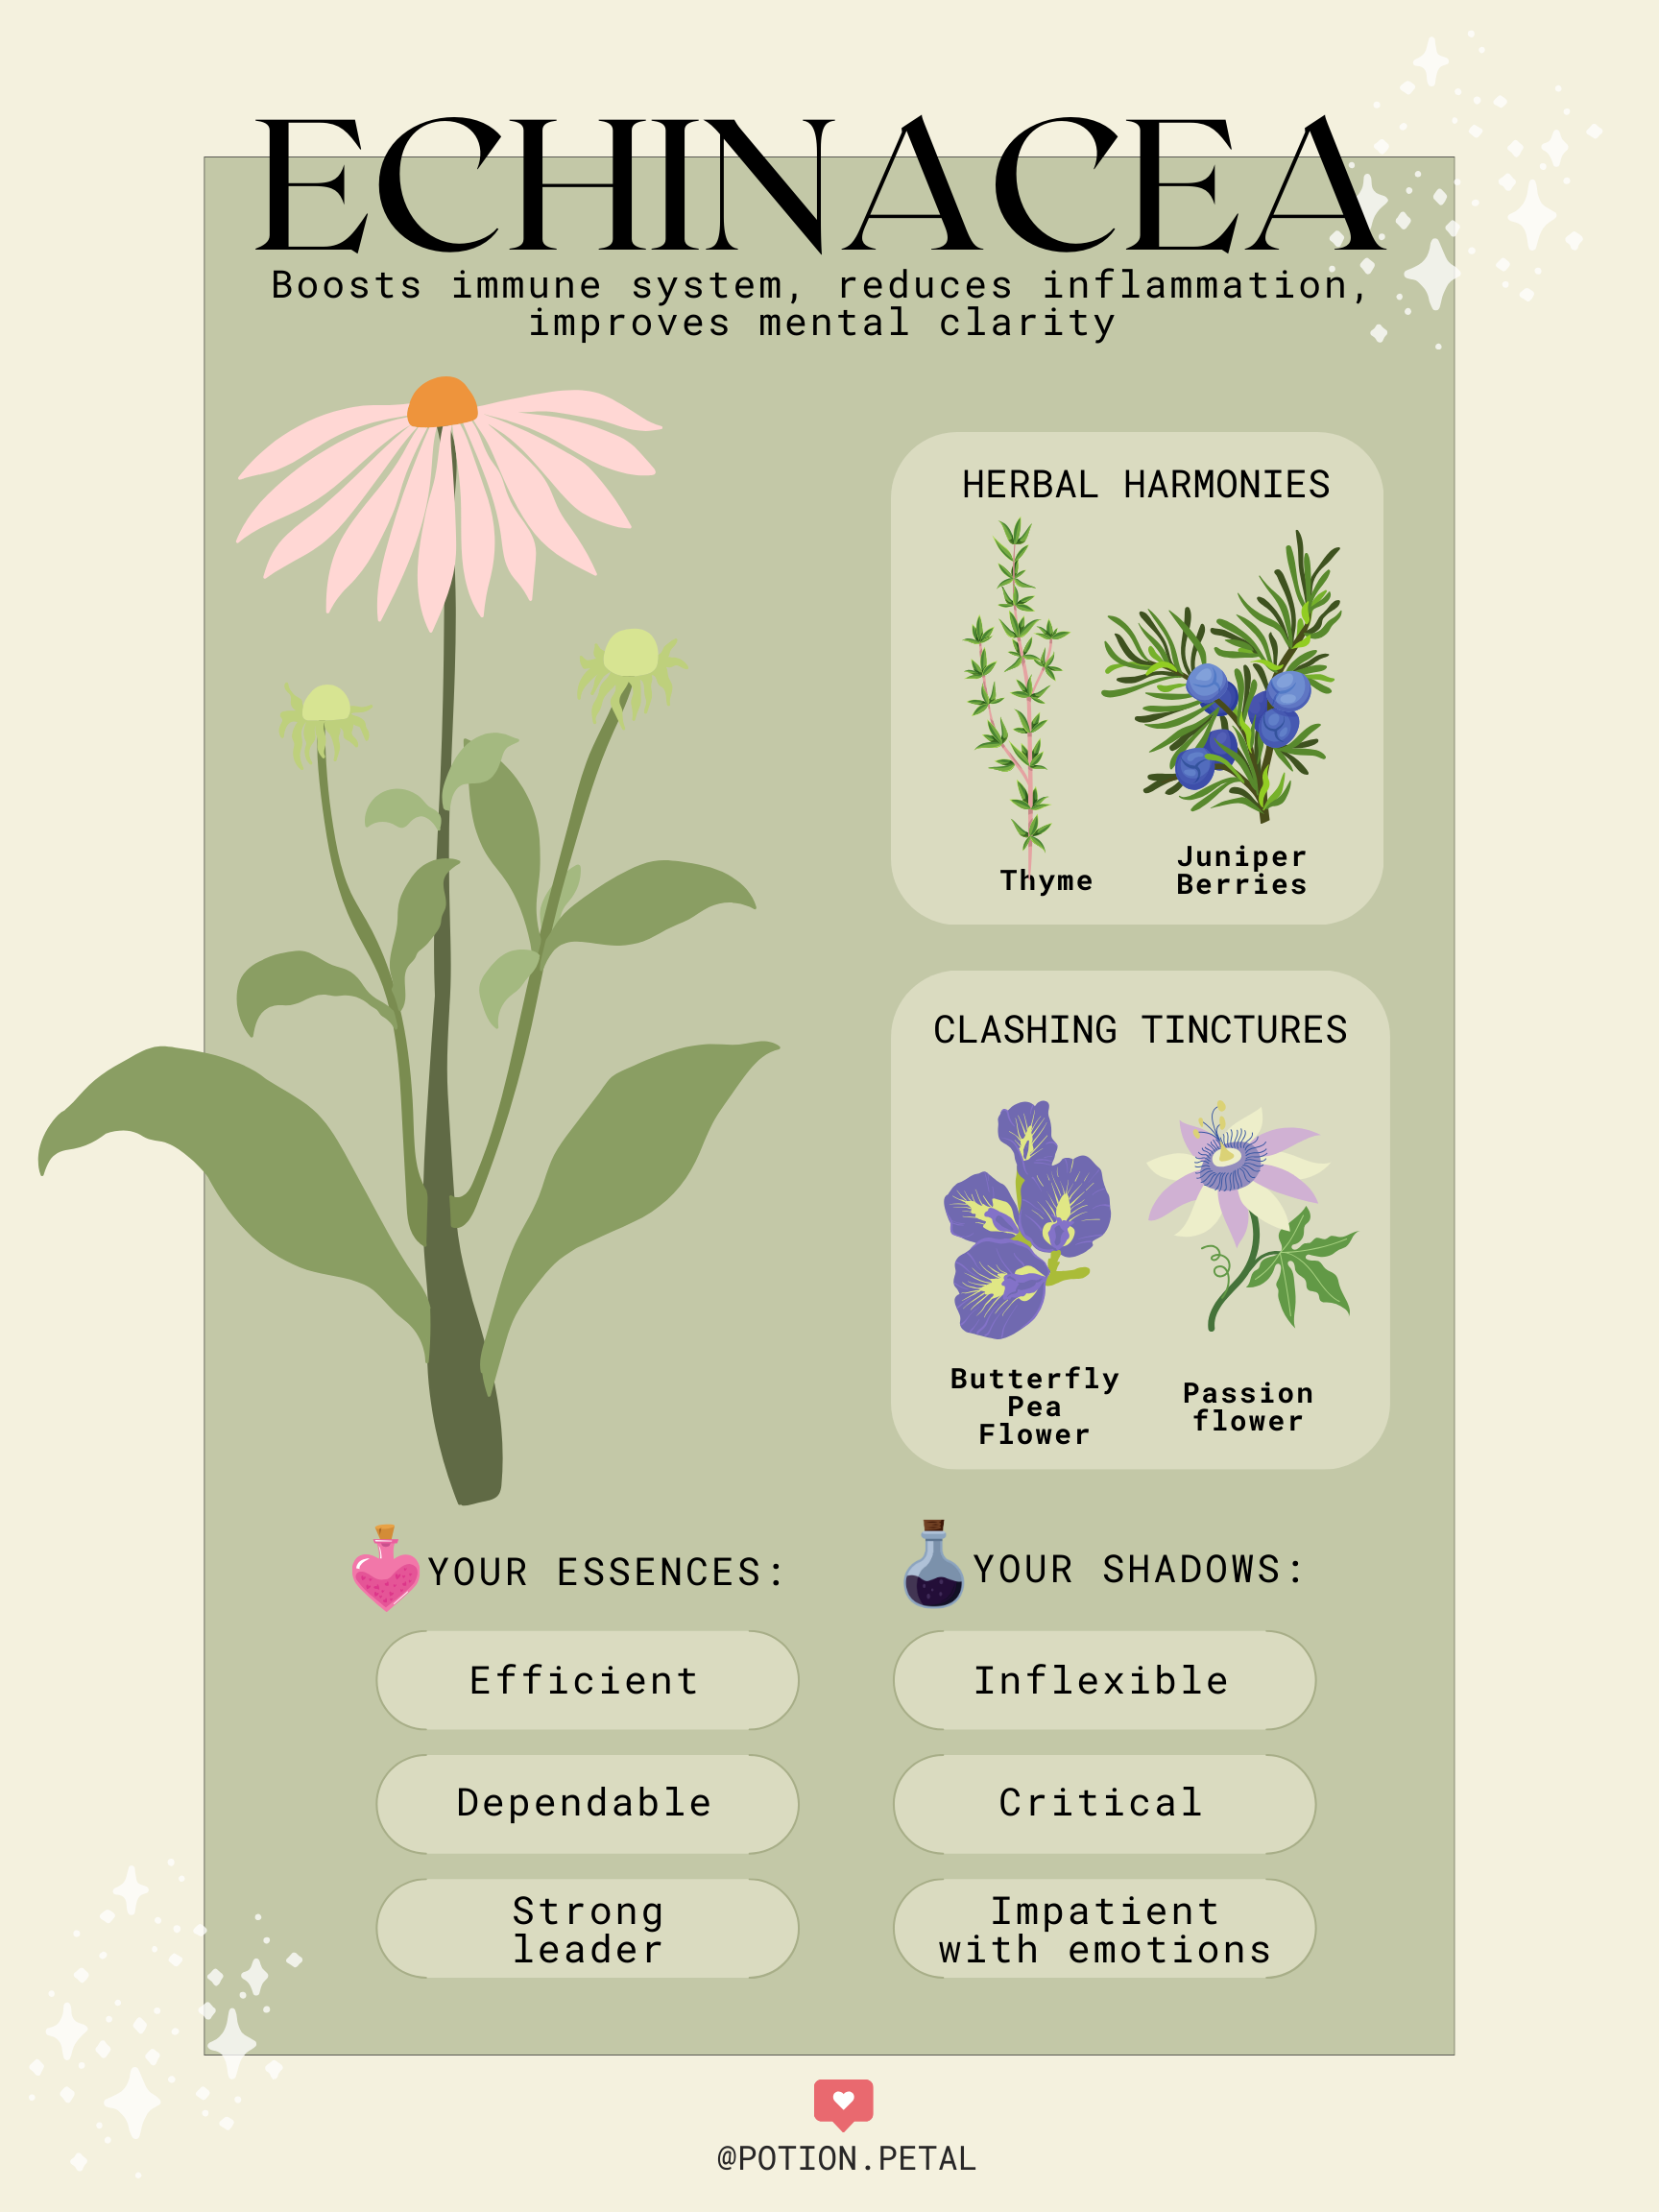 ECHINACEA
Boosts immune system, reduces inflammation,
improves mental clarity
HERBAL HARMONIES
Thyme
Juniper
Berries
CLASHING TINCTURES
Butterfly
Pea
Flower
Passion
flower
YOUR ESSENCES:
Efficient
Dependable
Strong
leader
YOUR SHADOWS:
Inflexible
Critical
Impatient
with emotions
@POTION.PETAL